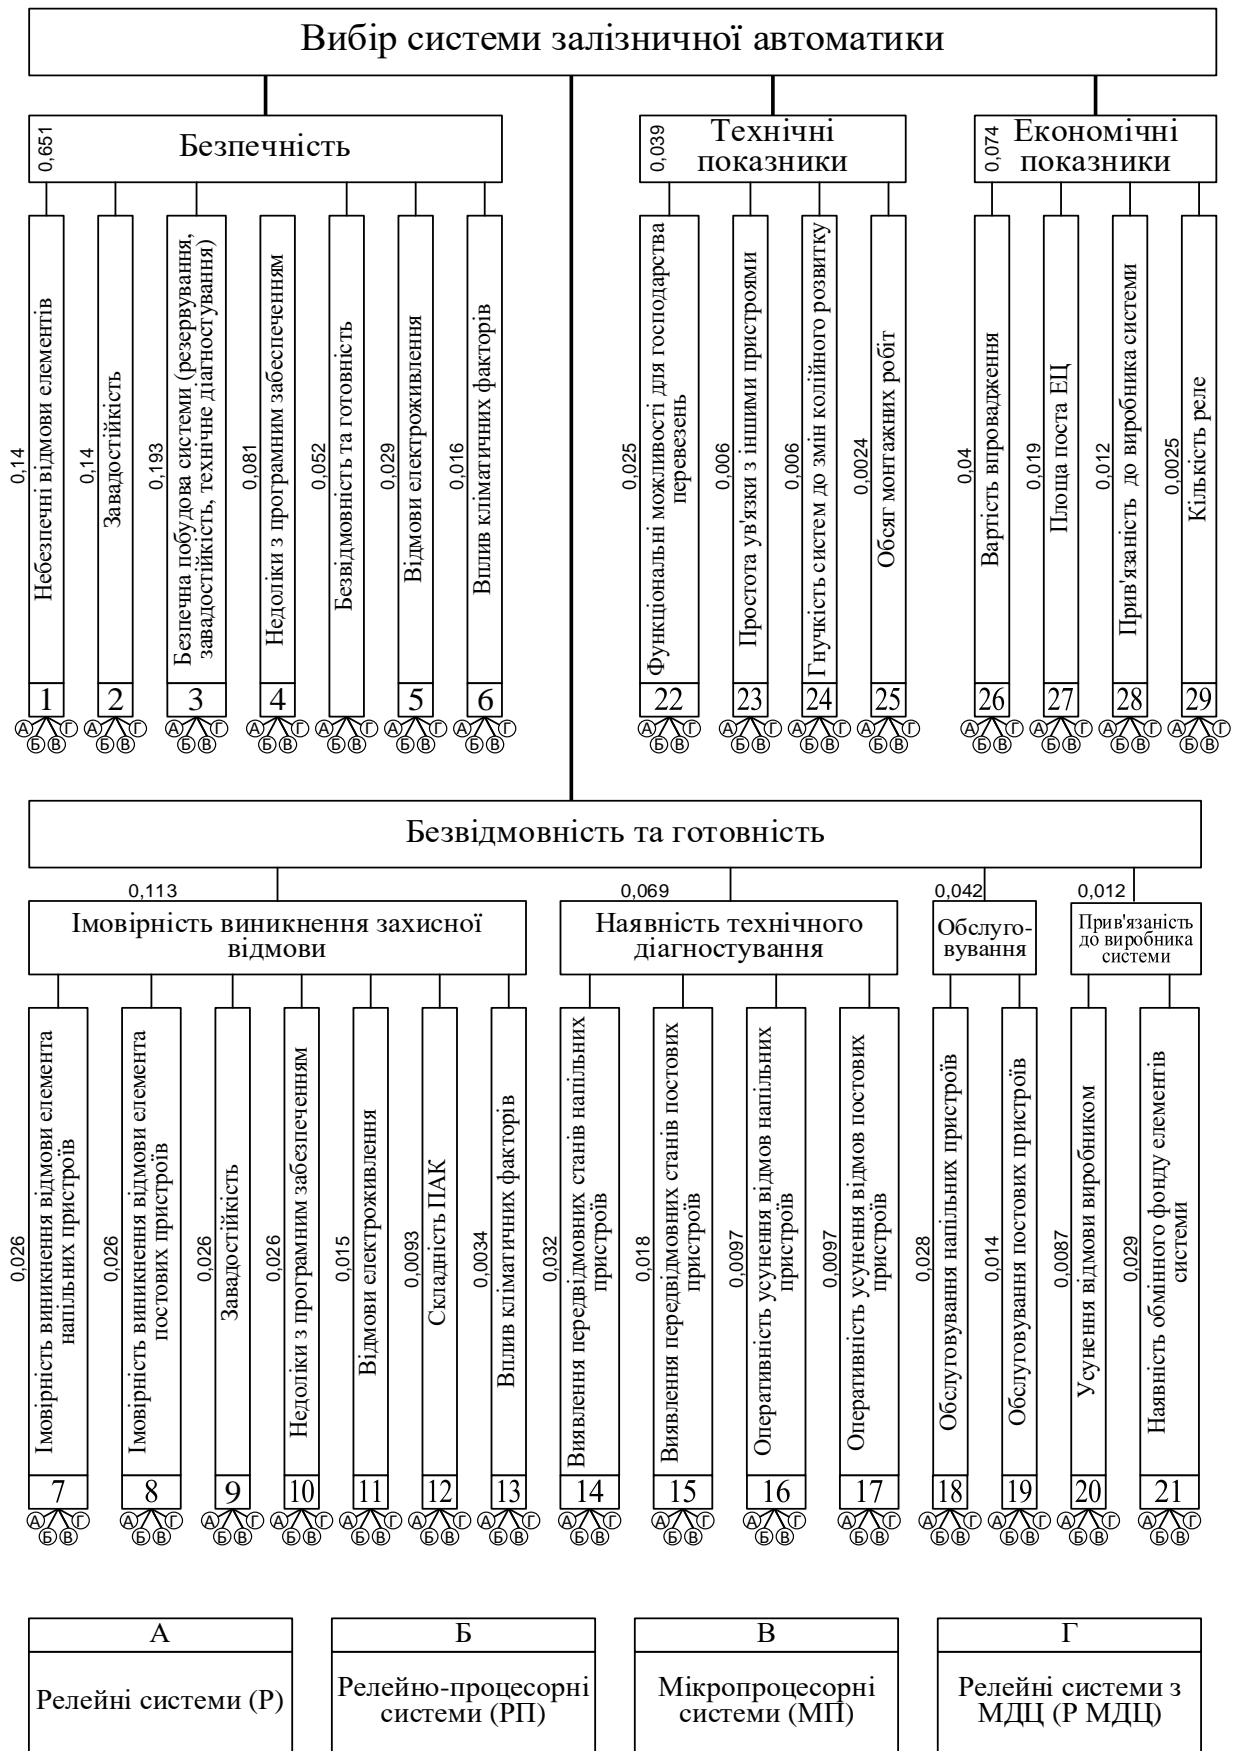 Вибір системи залізничної автоматики
0,651
Безпечність
0,039
Технічні
показники
0,074
Економічні
показники
0,14
Небезпечні відмови елементів
1
0,14
Завадостійкість
2
0,193
Безпечна побудова системи (резервування,
завадостійкість, технічне діагностування)
3
0,081
Недоліки з програмним забеспеченням
4
0,052
Безвідмовність та готовність
0,029
Відмови електроживлення
5
0,016
Вплив кліматичних факторів
6
0,025
Функціональні можливості для господарства
перевезень
22
0,006
Простота ув'язки з іншими пристроями
23
0,006
Гнучкість систем до змін колійного розвитку
24
0,0024
Обсяг монтажних робіт
25
0,04
Вартість впровадження
26
0,019
Площа поста ЕЦ
27
0,012
Прив'язаність до виробника системи
28
0,0025
Кількість реле
29
А Г А Г А Г А Г А Г А Г А Г А Г А Г А Г А Г А Г А Г А Г А Г
Б В Б В Б В Б В Б В Б В Б В Б В Б В Б В Б В Б В Б В Б В Б В
Безвідмовність та готовність
0,113
Імовірність виникнення захисної
відмови
0,069
Наявність технічного
діагностування
0,042
Обслуго-
вування
0,012
Прив'язаність
до виробника
системи
0,026
Імовірність виникнення відмови елемента
напільних пристроїв
7
0,026
Імовірність виникнення відмови елемента
постових пристроїв
8
0,026
Завадостійкість
9
0,026
Недоліки з програмним забезпеченням
10
0,015
Відмови електроживлення
11
0,0093
Складність ПАК
12
0,0034
Вплив кліматичних факторів
13
0,032
Виявлення передвідмовних станів напільних
пристроїв
14
0,018
Виявлення передвідмовних станів постових
пристроїв
15
0,0097
Оперативність усунення відмов напільних
пристроїв
16
0,0097
Оперативність усунення відмов постових
пристроїв
17
0,028
Обслуговування напільних пристроїв
18
0,014
Обслуговування постових пристроїв
19
0,0087
Усунення відмови виробником
20
0,029
Наявність обмінного фонду елементів
системи
21
А Г А Г А Г А Г А Г А Г А Г А Г А Г А Г А Г А Г А Г А Г А Г
Б В Б В Б В Б В Б В Б В Б В Б В Б В Б В Б В Б В Б В Б В Б В
А
Релейні системи (Р)
Б
Релейно-процесорні
системи (РП)
В
Мікропроцесорні
системи (МП)
Г
Релейні системи з
МДЦ (Р МДЦ)